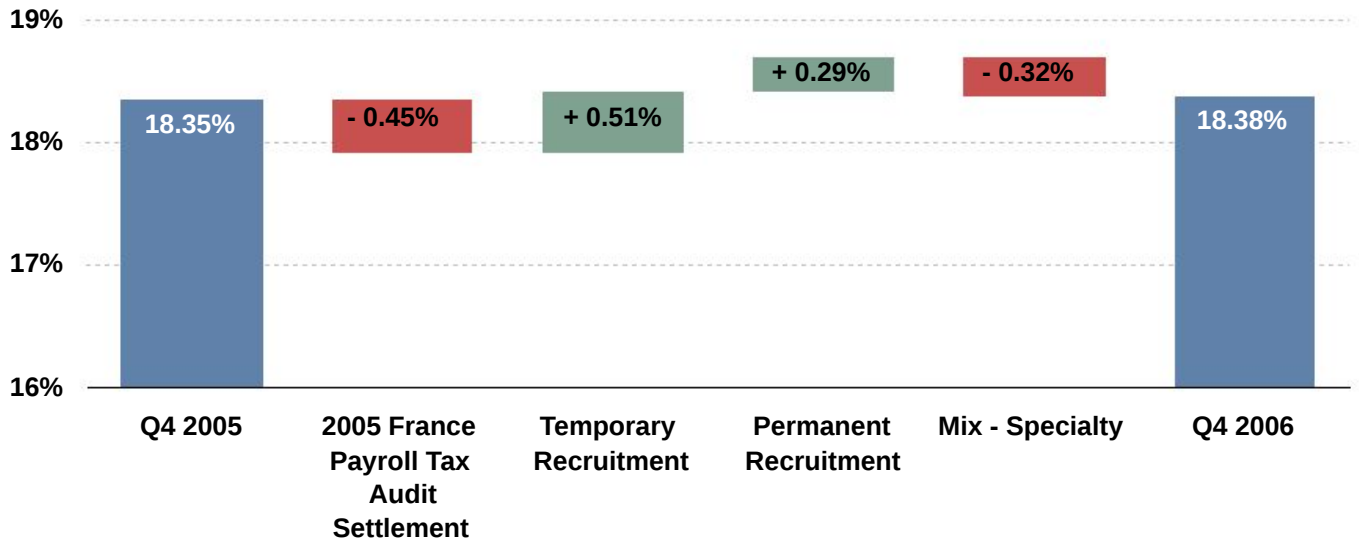 19%
18%
17%
16%
18.35%
- 0.45%
+ 0.51%
+ 0.29%
- 0.32%
18.38%
Q4 2005
2005 France
Payroll Tax
Audit
Settlement
Temporary
Recruitment
Permanent
Recruitment
Mix - Specialty
Q4 2006